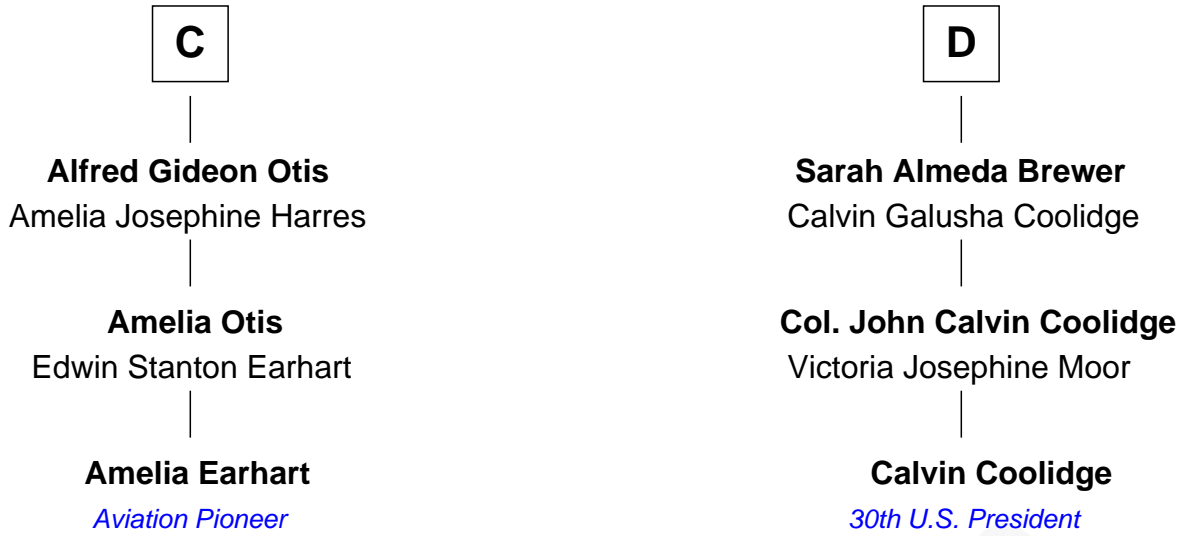 C
Alfred Gideon Otis
Amelia Josephine Harres
Amelia Otis
Edwin Stanton Earhart
Amelia Earhart
Aviation Pioneer
D
Sarah Almeda Brewer
Calvin Galusha Coolidge
Col. John Calvin Coolidge
Victoria Josephine Moor
Calvin Coolidge
30th U.S. President